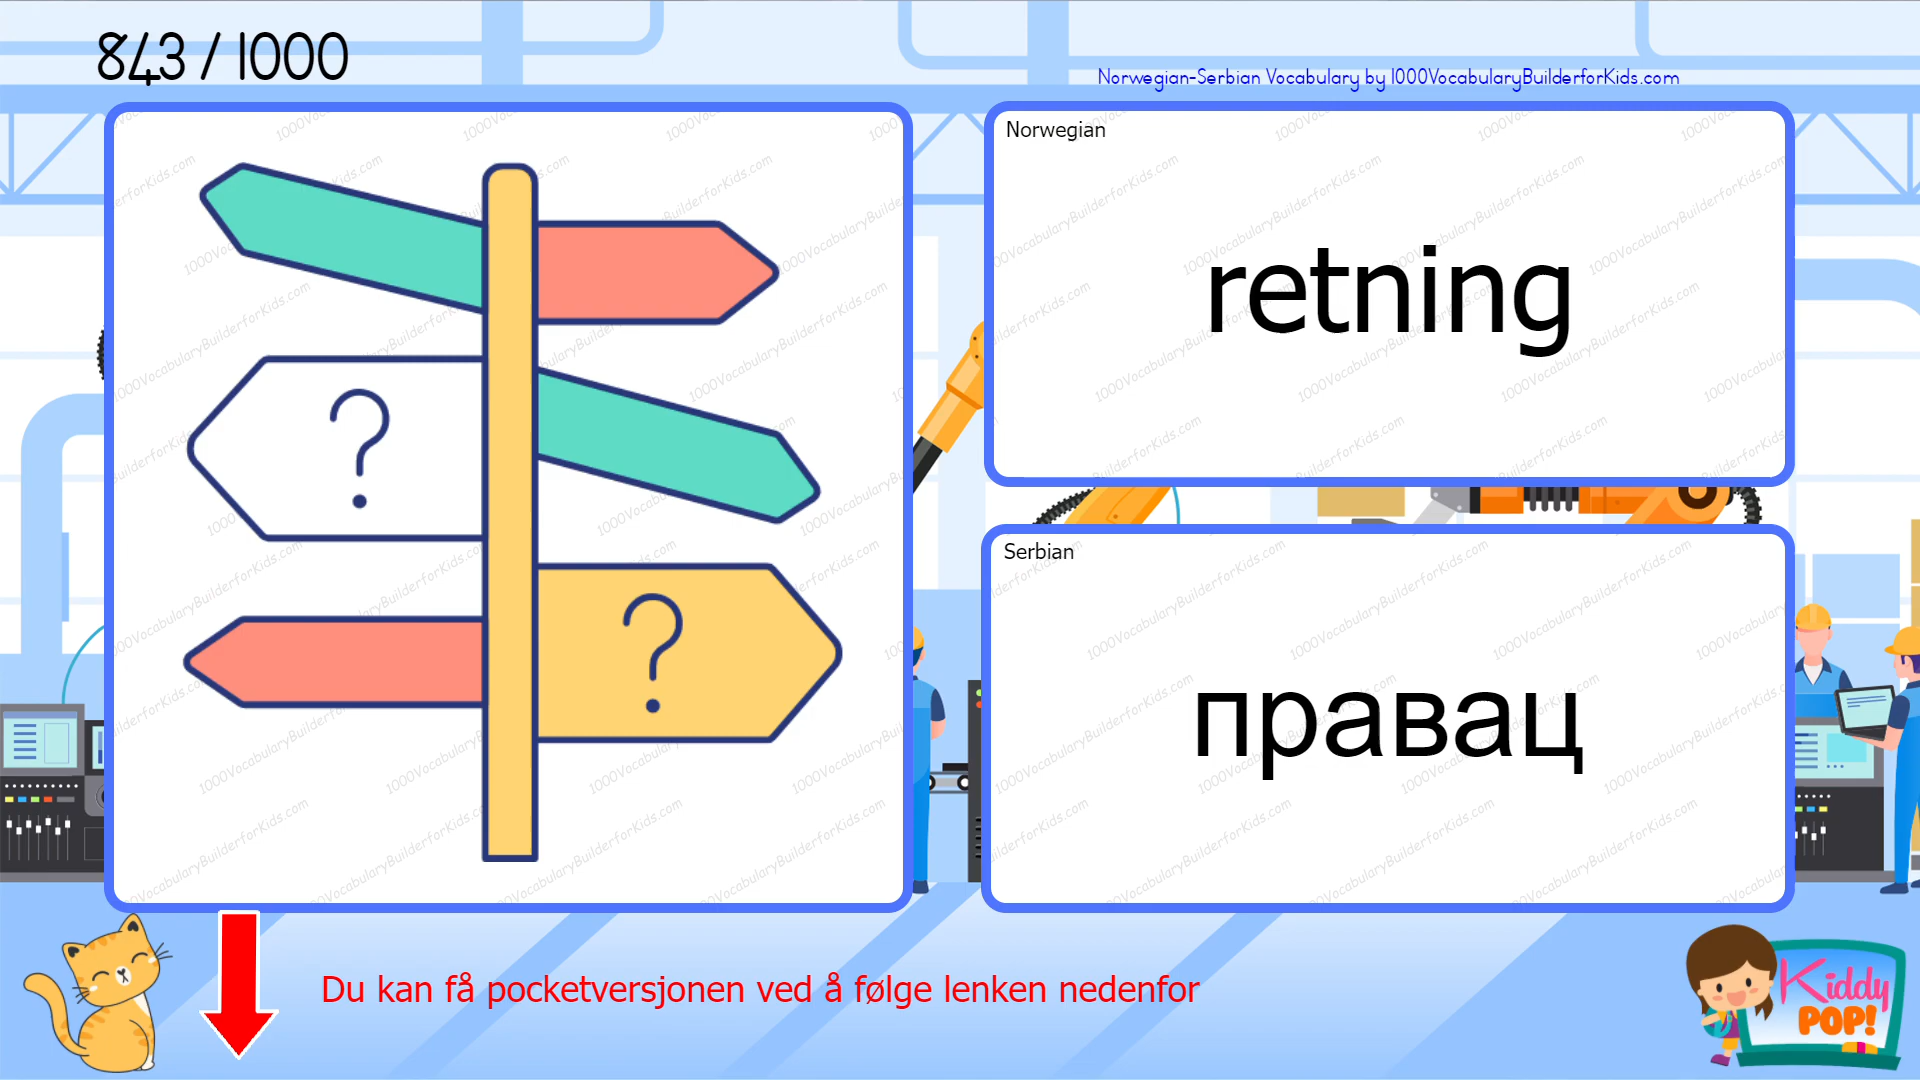 843 / 1000
Norwegian-Serbian Vocabulary by 1000VocabularyBuilderforKids.com
Norwegian
retning
?
?
Serbian
правац
Du kan få pocketversjonen ved å følge lenken nedenfor
Kiddy
POP!